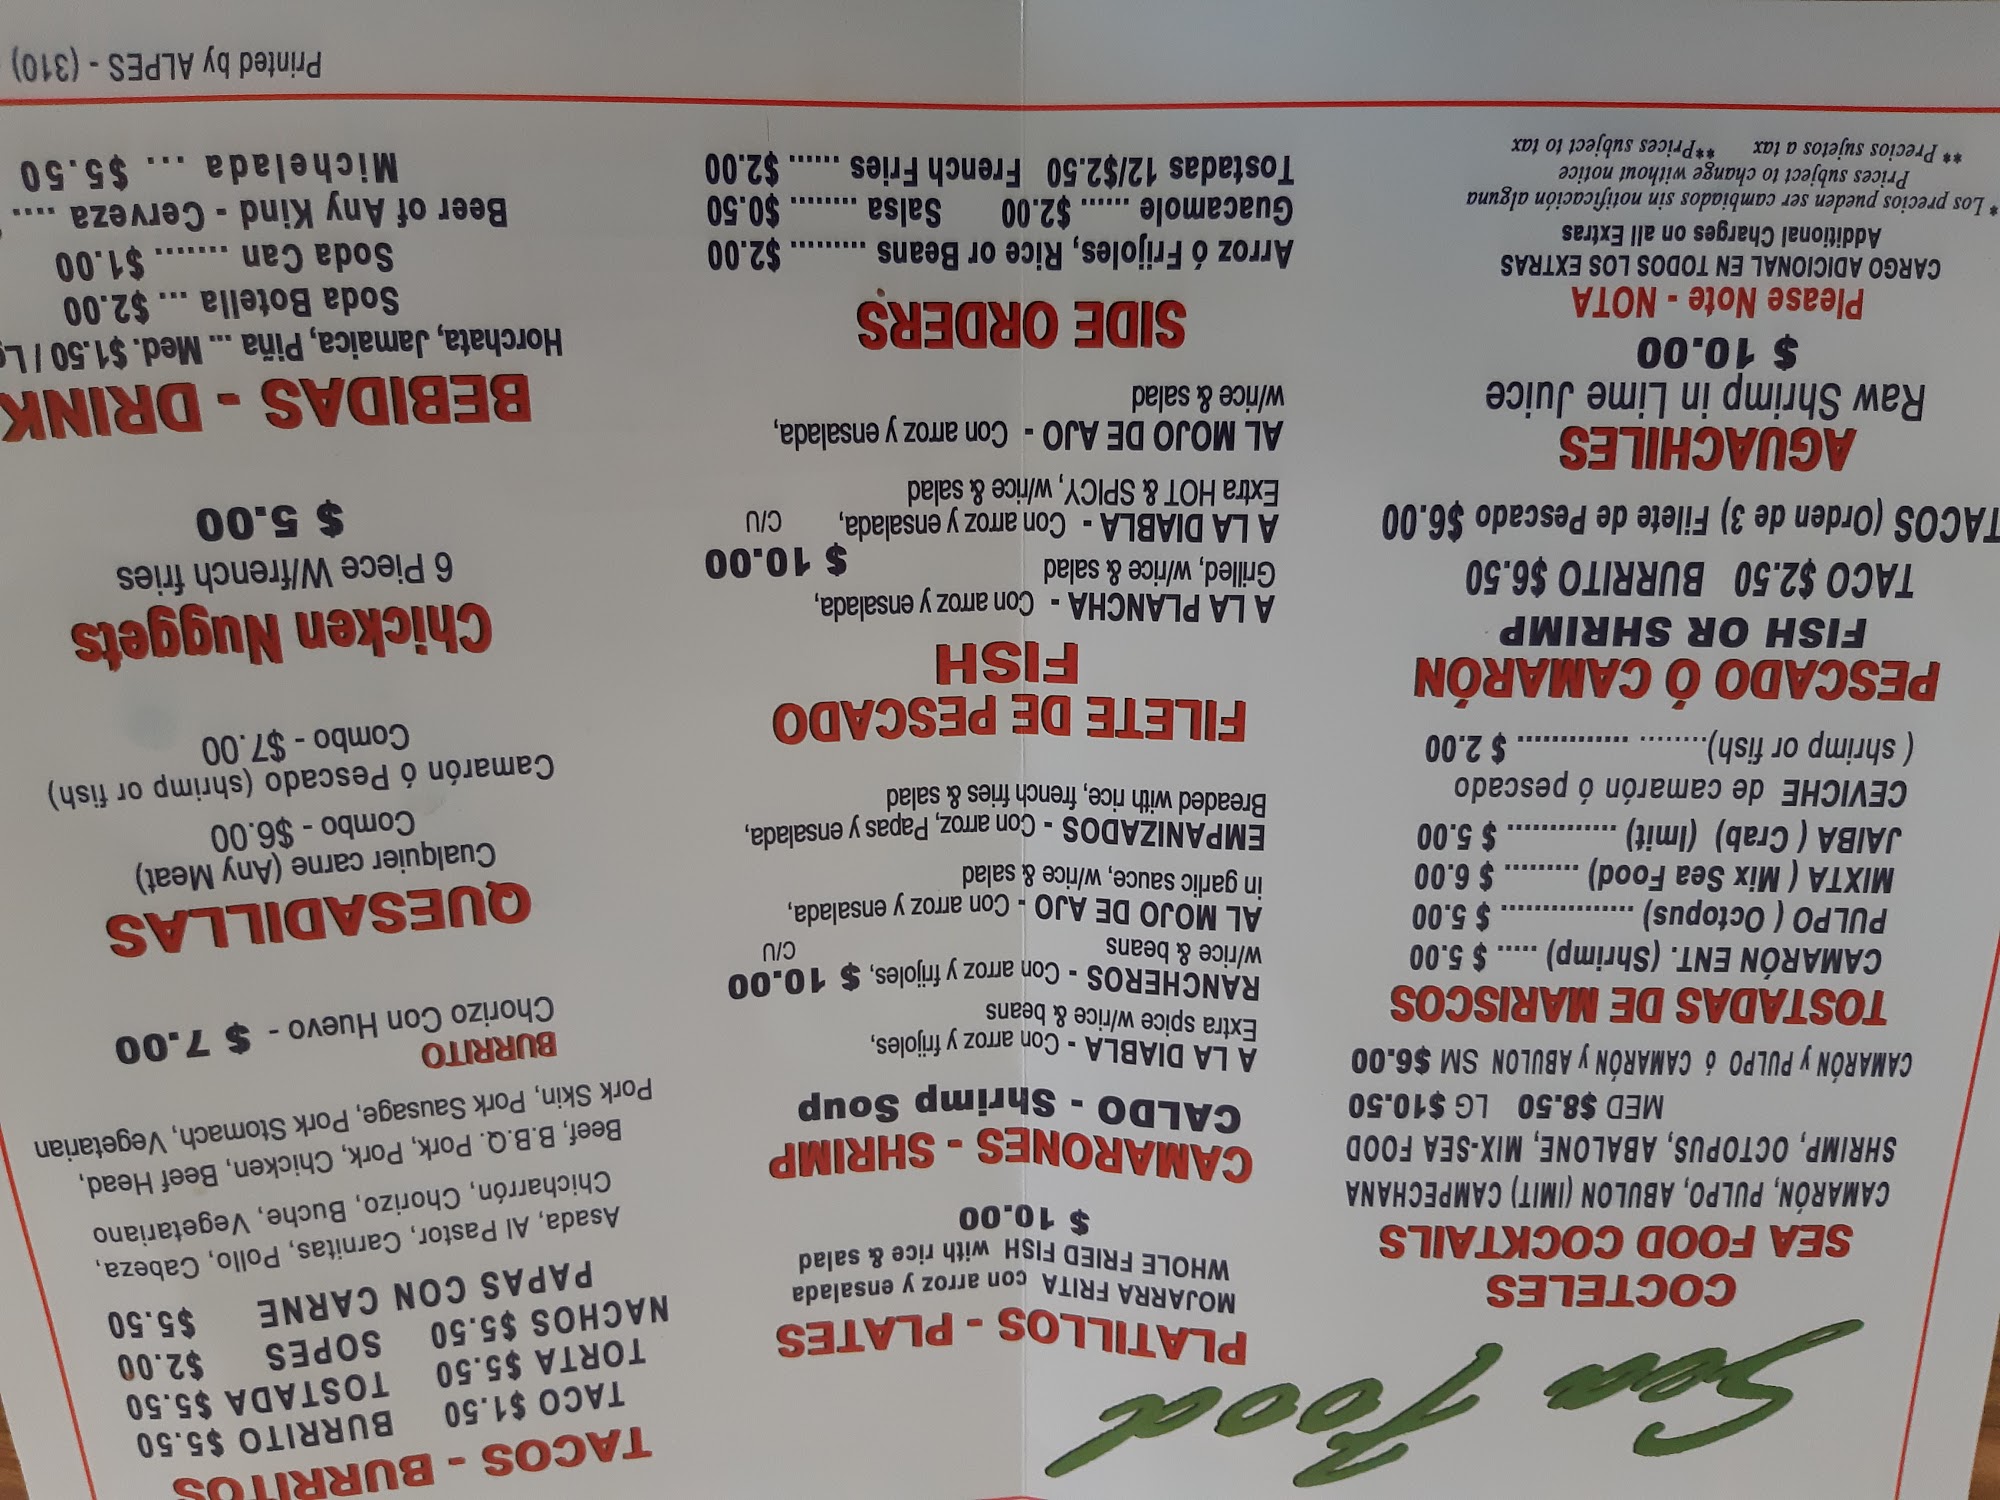 Sea Food
COCTELES
SEA FOOD COCKTAILS
CAMARÓN, PULPO, ABULON (IMIT) CAMPECHANA
SHRIMP, OCTOPUS, ABALONE, MIX-SEA FOOD
MED $8.50 LG $10.50
CAMARÓN y PULPO ó CAMARÓN y ABULON SM $6.00
TOSTADAS DE MARISCOS
CAMARÓN ENT. (Shrimp) ..... $ 5.00
PULPO ( Octopus) ................ $ 5.00
MIXTA ( Mix Sea Food) ......... $ 6.00
JAIBA ( Crab) (Imit) ............. $ 5.00
CEVICHE de camarón ó pescado
( shrimp or fish)...................... $ 2.00
PESCADO Ó CAMARÓN
FISH OR SHRIMP
TACO $2.50 BURRITO $6.50
TACOS (Orden de 3) Filete de Pescado $6.00
AGUACHILES
Raw Shrimp in Lime Juice
$ 10.00
Please Note - NOTA
CARGO ADICIONAL EN TODOS LOS EXTRAS
Additional Charges on all Extras
* Los precios pueden ser cambiados sin notificación alguna
Prices subject to change without notice
** Precios sujetos a tax **Prices subject to tax
PLATILLOS - PLATES
MOJARRA FRITA con arroz y ensalada
WHOLE FRIED FISH with rice & salad
$ 10.00
CAMARONES - SHRIMP
CALDO - Shrimp Soup
A LA DIABLA - Con arroz y frijoles,
Extra spice w/rice & beans
RANCHEROS - Con arroz y frijoles, $ 10.00
w/rice & beans C/U
AL MOJO DE AJO - Con arroz y ensalada,
in garlic sauce, w/rice & salad
EMPANIZADOS - Con arroz, Papas y ensalada,
Breaded with rice, french fries & salad
FILETE DE PESCADO
FISH
A LA PLANCHA - Con arroz y ensalada,
Grilled, w/rice & salad $ 10.00
A LA DIABLA - Con arroz y ensalada, C/U
Extra HOT & SPICY, w/rice & salad
AL MOJO DE AJO - Con arroz y ensalada,
w/rice & salad
SIDE ORDERS
Arroz ó Frijoles, Rice or Beans ......... $2.00
Guacamole ...... $2.00 Salsa ........ $0.50
Tostadas 12/$2.50 French Fries ...... $2.00
TACOS - BURRITOS
TACO $1.50 BURRITO $5.50
TORTA $5.50 TOSTADA $5.50
NACHOS $5.50 SOPES $2.00
PAPAS CON CARNE $5.50
Asada, Al Pastor, Carnitas, Pollo, Cabeza,
Chicharrón, Chorizo, Buche, Vegetariano
Beef, B.B.Q. Pork, Pork, Chicken, Beef Head,
Pork Skin, Pork Sausage, Pork Stomach, Vegetarian
BURRITO
Chorizo Con Huevo - $ 7.00
QUESADILLAS
Cualquier carne (Any Meat)
Combo - $6.00
Camarón ó Pescado (shrimp or fish)
Combo - $7.00
Chicken Nuggets
6 Piece W/french fries
$ 5.00
BEBIDAS - DRINK
Horchata, Jamaica, Piña ... Med. $1.50 / Lg
Soda Botella ... $2.00
Soda Can ........ $1.00
Beer of Any Kind - Cerveza ....
Michelada ... $5.50
Printed by ALPES - (310)